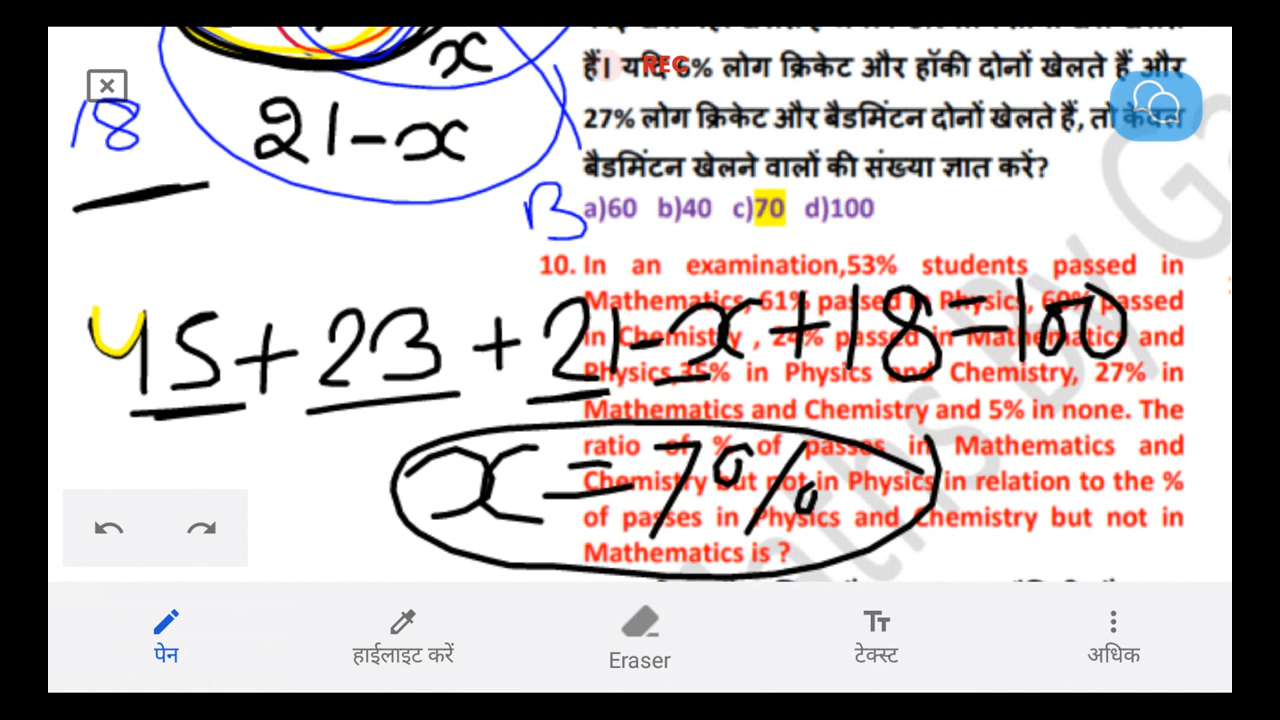 x
REC
हैं। यदि 6% लोग क्रिकेट और हॉकी दोनों खेलते हैं और
18
21-x
27% लोग क्रिकेट और बैडमिंटन दोनों खेलते हैं, तो केवल
बैडमिंटन खेलने वालों की संख्या ज्ञात करें?
B
a)60 b)40 c)70 d)100
10. In an examination,53% students passed in
Mathematics, 61% passed in Physics, 60% passed
in Chemistry , 24% passed in Mathematics and
Physics,35% in Physics and Chemistry, 27% in
Mathematics and Chemistry and 5% in none. The
ratio of % of passes in Mathematics and
Chemistry but not in Physics in relation to the %
of passes in Physics and Chemistry but not in
Mathematics is ?
45+23+21-x+18=100
x=7%
पेन
हाईलाइट करें
Eraser
Tт
टेक्स्ट
अधिक